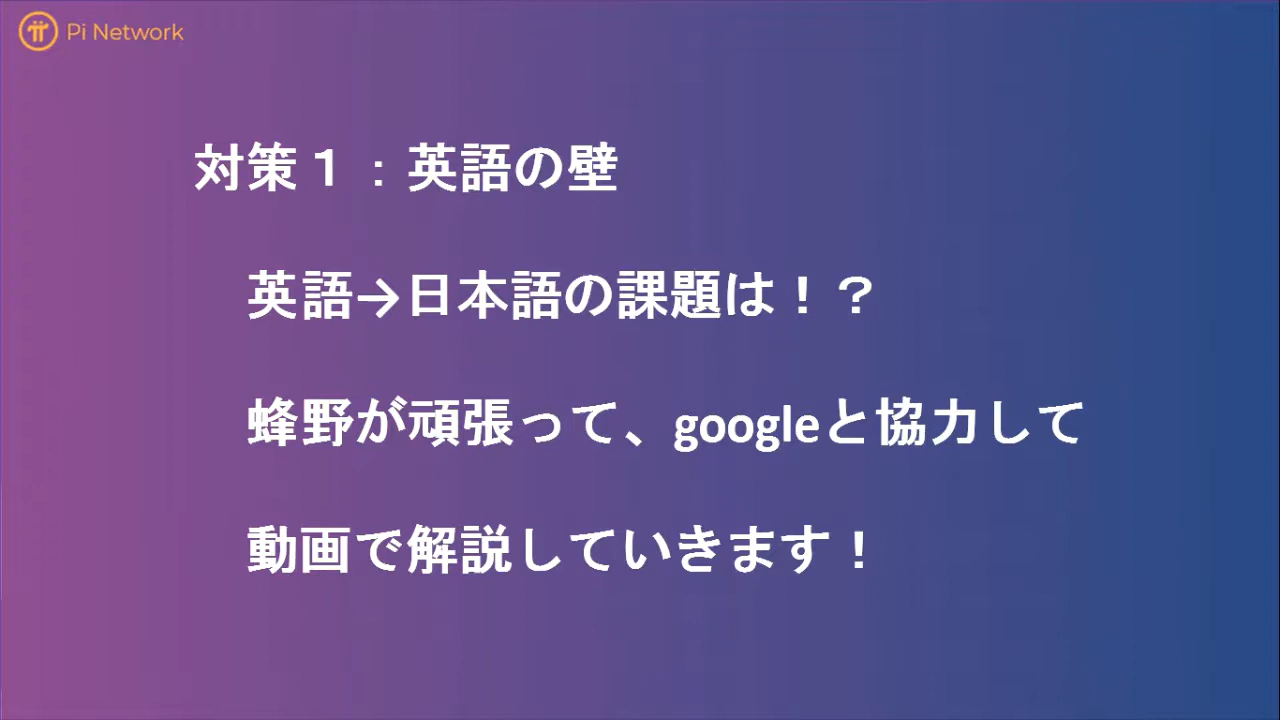 Pi Network
対策１：英語の壁
英語→日本語の課題は！？
蜂野が頑張って、googleと協力して
動画で解説していきます！